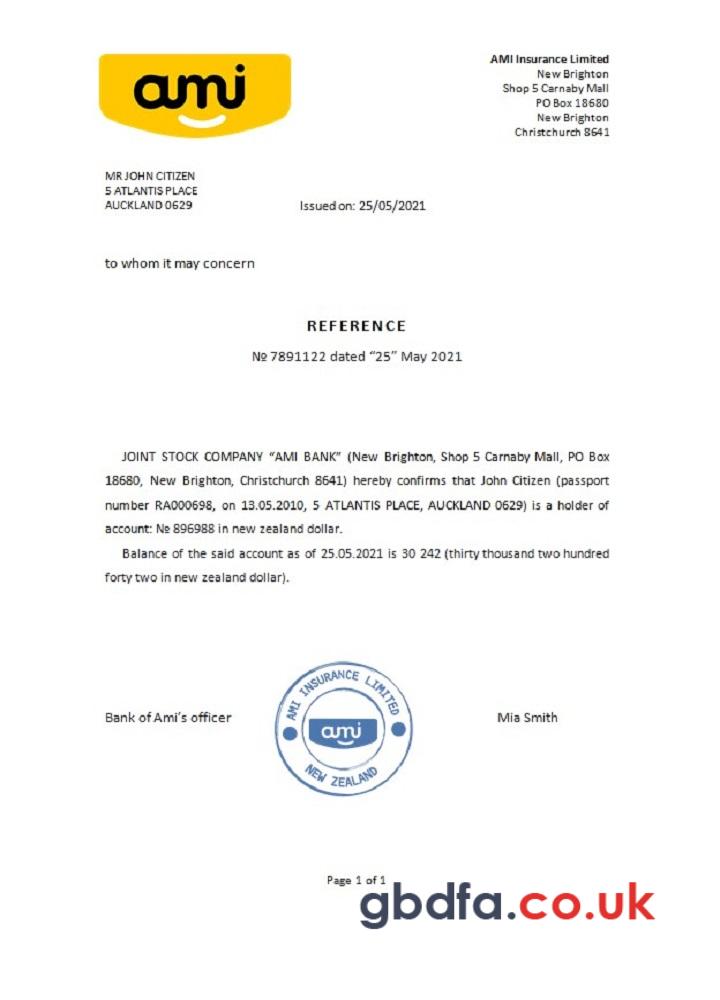 ami
AMI Insurance Limited
New Brighton
Shop 5 Carnaby Mall
PO Box 18680
New Brighton
Christchurch 8641
MR JOHN CITIZEN
5 ATLANTIS PLACE
AUCKLAND 0629
Issued on: 25/05/2021
to whom it may concern
REFERENCE
№ 7891122 dated “25” May 2021
JOINT STOCK COMPANY “AMI BANK” (New Brighton, Shop 5 Carnaby Mall, PO Box
18680, New Brighton, Christchurch 8641) hereby confirms that John Citizen (passport
number RA000698, on 13.05.2010, 5 ATLANTIS PLACE, AUCKLAND 0629) is a holder of
account: № 896988 in new zealand dollar.
Balance of the said account as of 25.05.2021 is 30 242 (thirty thousand two hundred
forty two in new zealand dollar).
Bank of Ami’s officer
AMI INSURANCE LIMITED
ami
NEW ZEALAND
Mia Smith
Page 1 of 1
gbdfa.co.uk